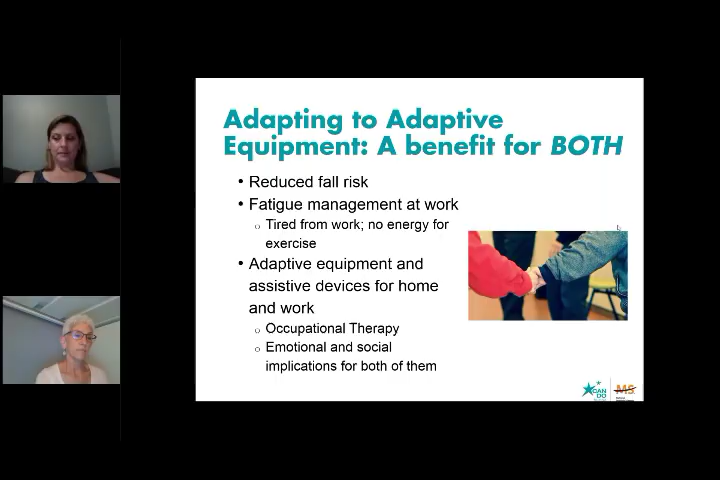 Adapting to Adaptive
Equipment: A benefit for BOTH
• Reduced fall risk
• Fatigue management at work
○ Tired from work; no energy for
exercise
• Adaptive equipment and
assistive devices for home
and work
○ Occupational Therapy
○ Emotional and social
implications for both of them
CAN
DO
MS